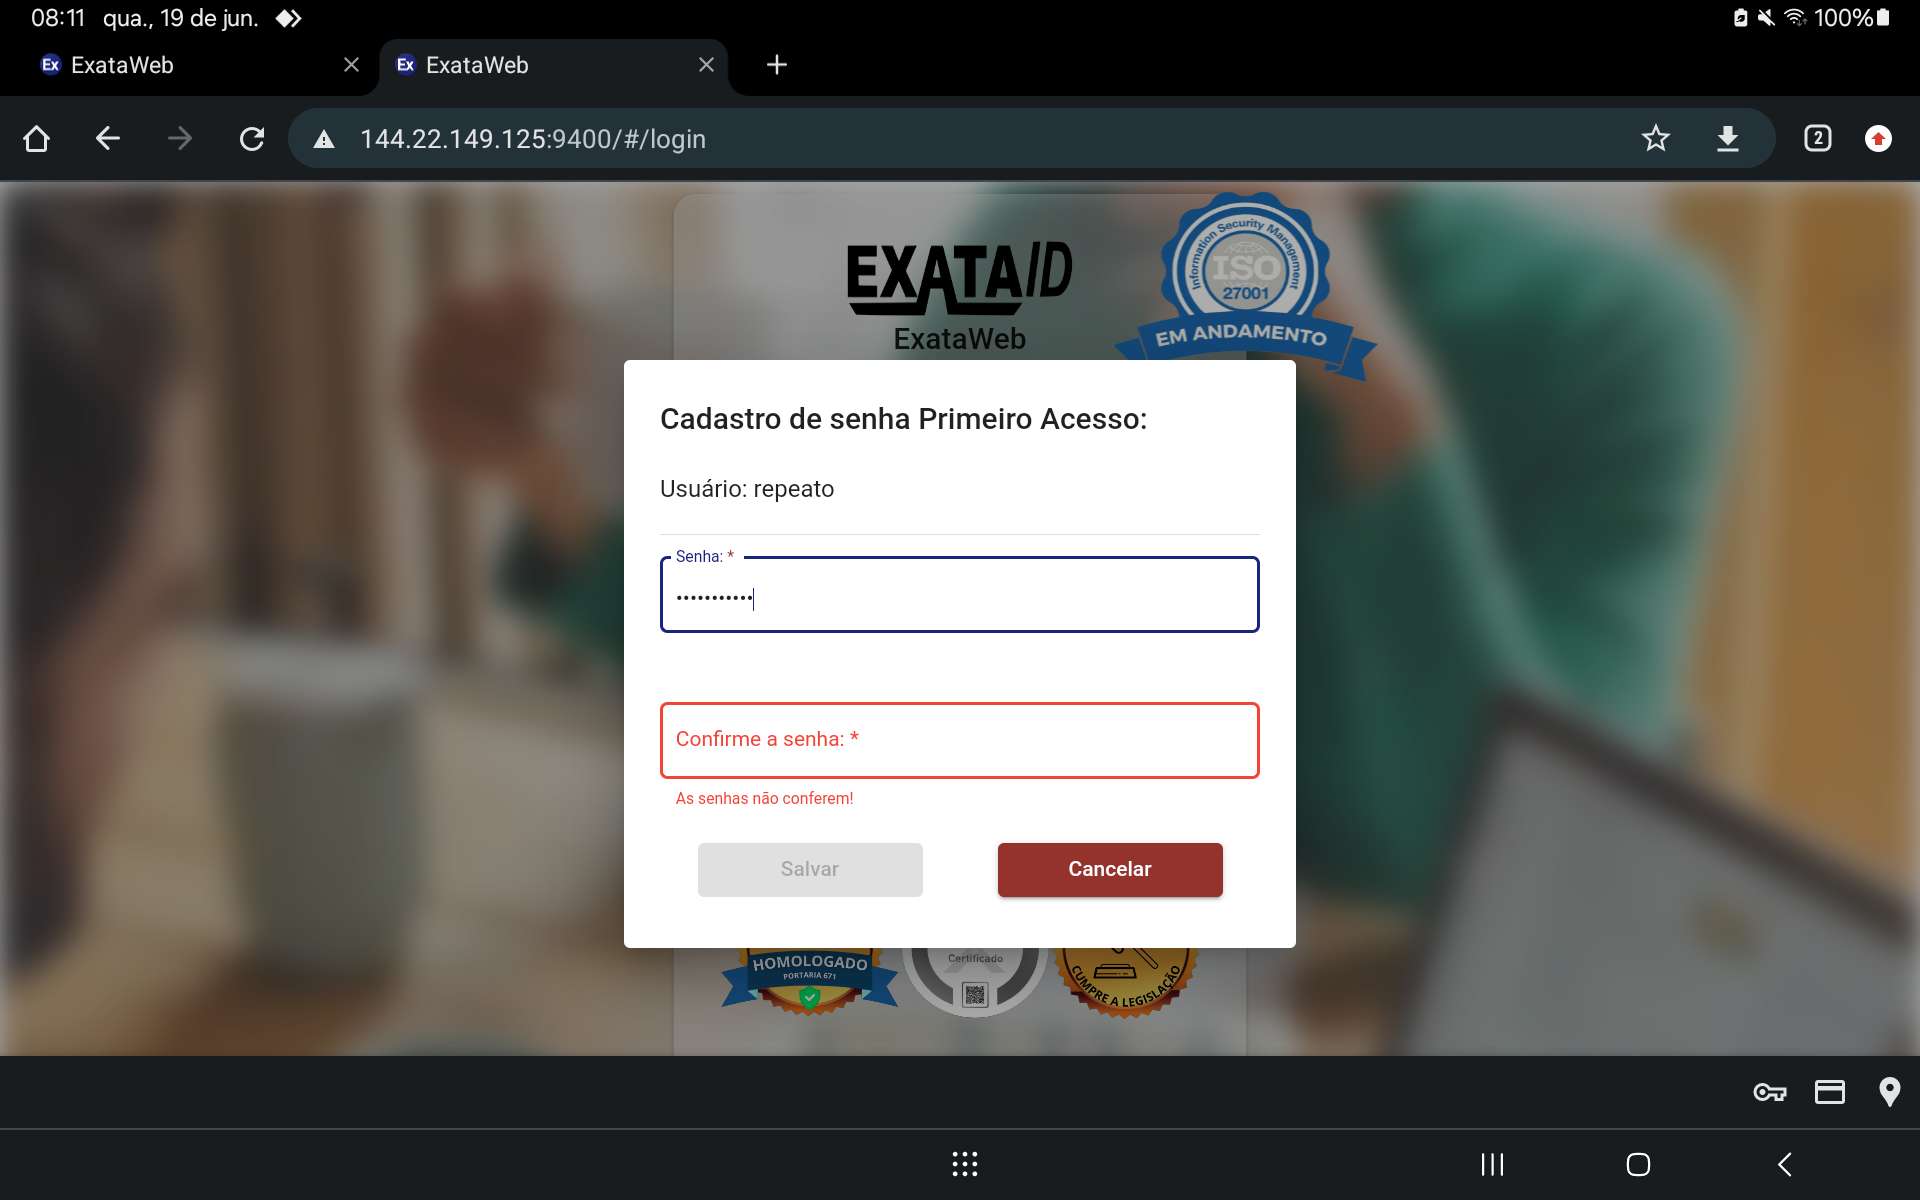 08:11 qua., 19 de jun. 100%
Ex ExataWeb
Ex ExataWeb
144.22.149.125:9400/#/login
2
EXATAID
ExataWeb
Information Security Management
ISO
27001
EM ANDAMENTO
Cadastro de senha Primeiro Acesso:
Usuário: repeato
Senha: *
•••••••••••
Confirme a senha: *
As senhas não conferem!
Salvar Cancelar
HOMOLOGADO
PORTARIA 671
Certificado
CUMPRE A LEGISLAÇÃO